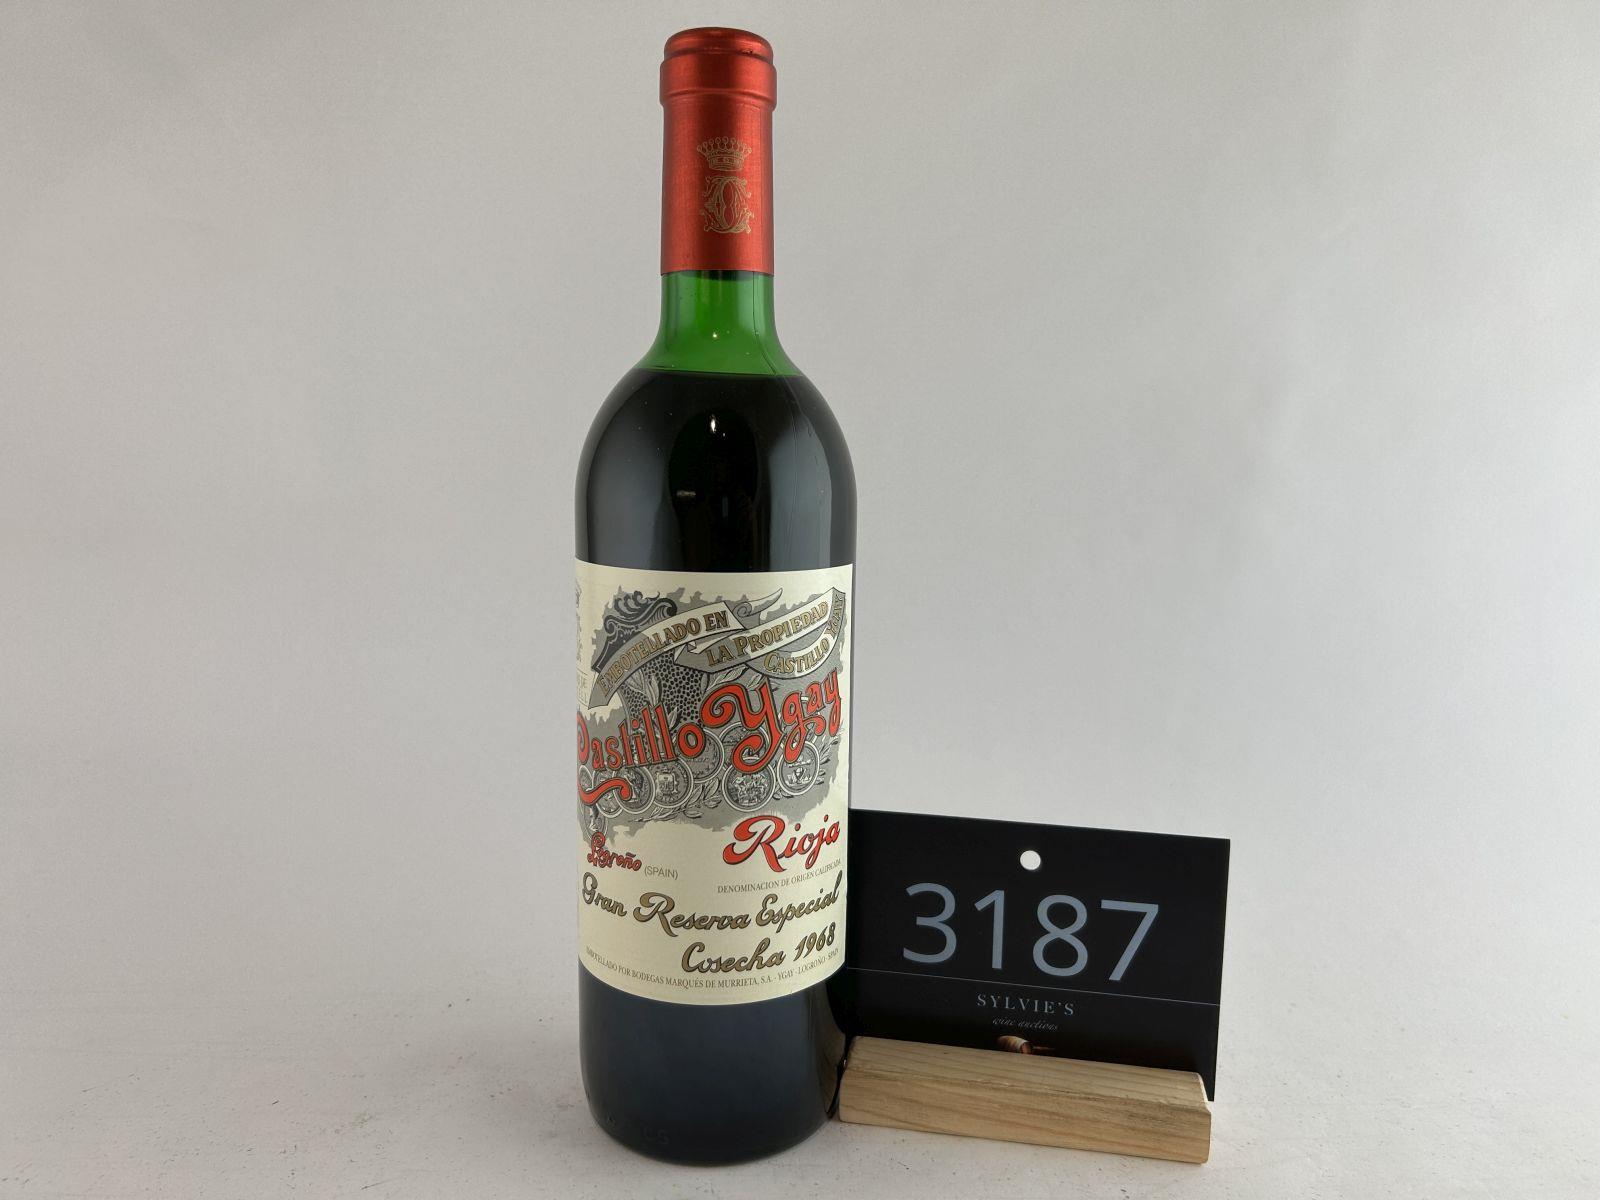 EMBOTELLADO EN
LA PROPIEDAD
CASTILLO YGAY
Castillo Ygay
Logroño (SPAIN)
Rioja
DENOMINACION DE ORIGEN CALIFICADA
Gran Reserva Especial
Cosecha 1968
EMBOTELLADO POR BODEGAS MARQUÉS DE MURRIETA, S.A. - YGAY - LOGROÑO - SPAIN
3187
SYLVIE'S
wine auctions